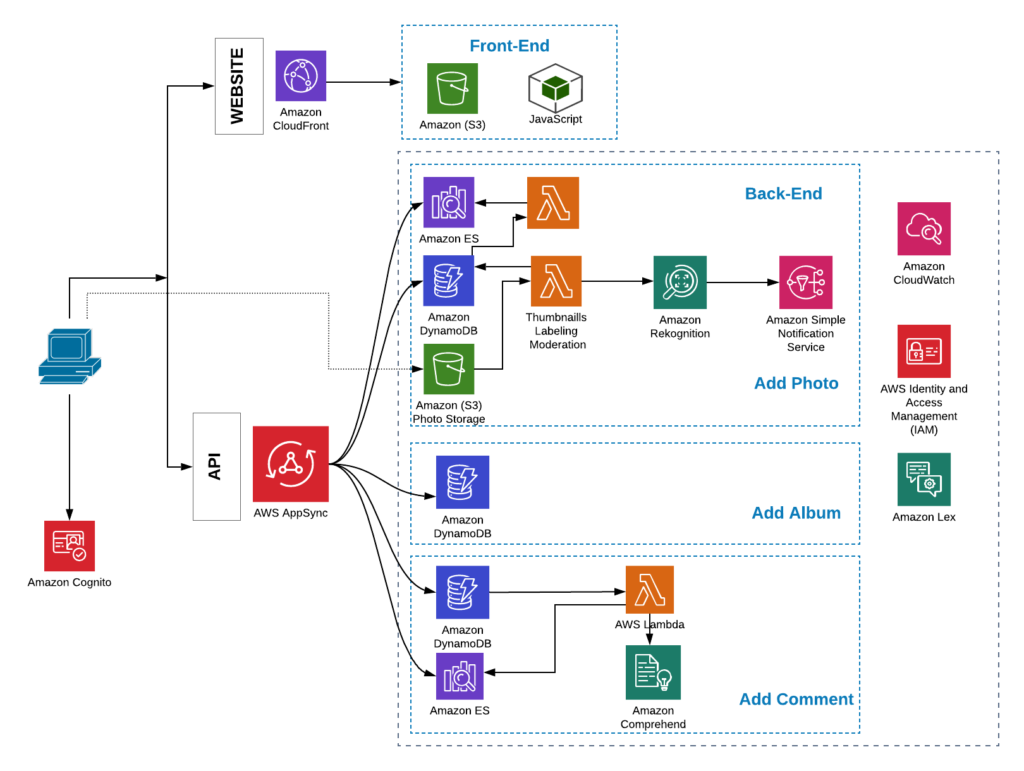 WEBSITE
Amazon
CloudFront
Front-End
Amazon (S3)
JavaScript
Back-End
Amazon ES
Amazon
DynamoDB
Thumbnaills
Labeling
Moderation
Amazon
Rekognition
Amazon Simple
Notification
Service
Amazon (S3)
Photo Storage
Add Photo
Amazon
CloudWatch
AWS Identity and
Access
Management
(IAM)
Amazon Lex
API
AWS AppSync
Amazon Cognito
Amazon
DynamoDB
Add Album
Amazon
DynamoDB
AWS Lambda
Amazon ES
Amazon
Comprehend
Add Comment